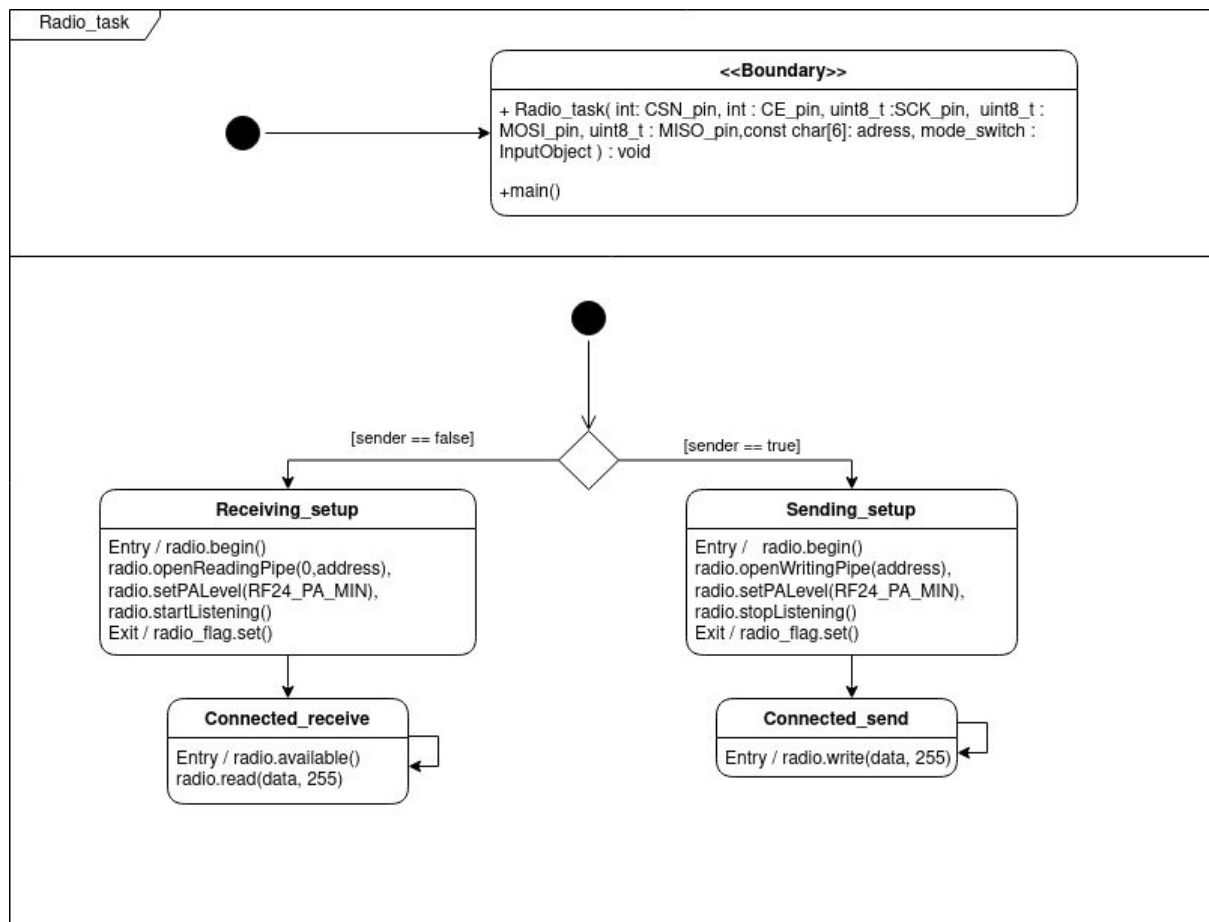 Radio_task
<<Boundary>>
+ Radio_task( int: CSN_pin, int : CE_pin, uint8_t :SCK_pin, uint8_t :
MOSI_pin, uint8_t : MISO_pin,const char[6]: adress, mode_switch :
InputObject ) : void
+main()
[sender == false]
[sender == true]
Receiving_setup
Entry / radio.begin()
radio.openReadingPipe(0,address),
radio.setPALevel(RF24_PA_MIN),
radio.startListening()
Exit / radio_flag.set()
Sending_setup
Entry / radio.begin()
radio.openWritingPipe(address),
radio.setPALevel(RF24_PA_MIN),
radio.stopListening()
Exit / radio_flag.set()
Connected_receive
Entry / radio.available()
radio.read(data, 255)
Connected_send
Entry / radio.write(data, 255)